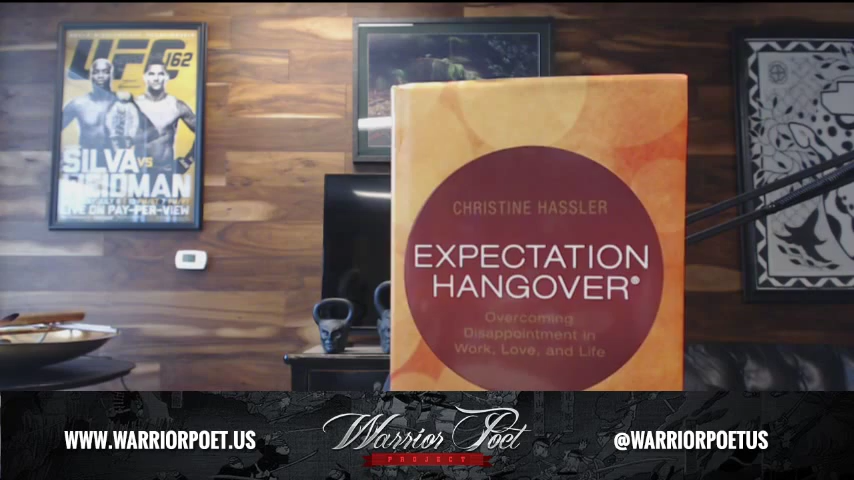 UFC 162
SILVA VS
WEIDMAN
LIVE ON PAY-PER-VIEW
CHRISTINE HASSLER
EXPECTATION
HANGOVER®
Overcoming
Disappointment in
Work, Love, and Life
WWW.WARRIORPOET.US
Warrior Poet
PROJECT
@WARRIORPOETUS